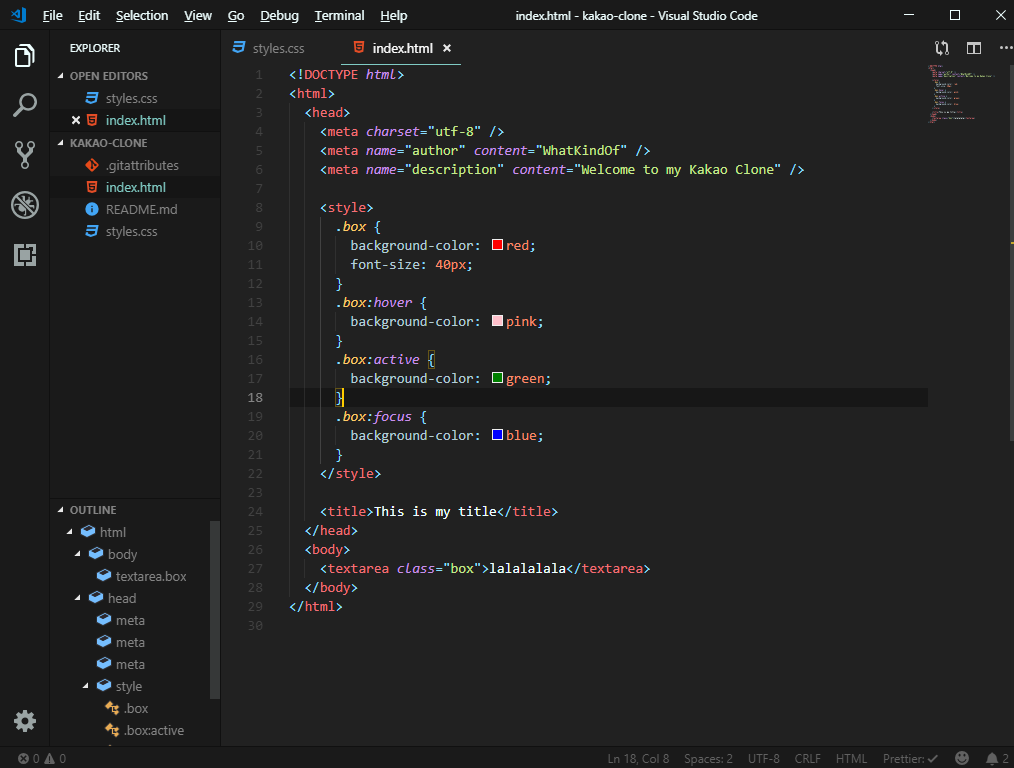 File Edit Selection View Go Debug Terminal Help index.html - kakao-clone - Visual Studio Code
EXPLORER
OPEN EDITORS
styles.css
index.html
KAKAO-CLONE
.gitattributes
index.html
README.md
styles.css
OUTLINE
html
body
textarea.box
head
meta
meta
meta
style
.box
.box:active
styles.css index.html
1 <!DOCTYPE html>
2 <html>
3 <head>
4 <meta charset="utf-8" />
5 <meta name="author" content="WhatKindOf" />
6 <meta name="description" content="Welcome to my Kakao Clone" />
7
8 <style>
9 .box {
10 background-color: red;
11 font-size: 40px;
12 }
13 .box:hover {
14 background-color: pink;
15 }
16 .box:active {
17 background-color: green;
18 }
19 .box:focus {
20 background-color: blue;
21 }
22 </style>
23
24 <title>This is my title</title>
25 </head>
26 <body>
27 <textarea class="box">lalalalala</textarea>
28 </body>
29 </html>
30
0 0 Ln 18, Col 8 Spaces: 2 UTF-8 CRLF HTML Prettier: ✓ 2